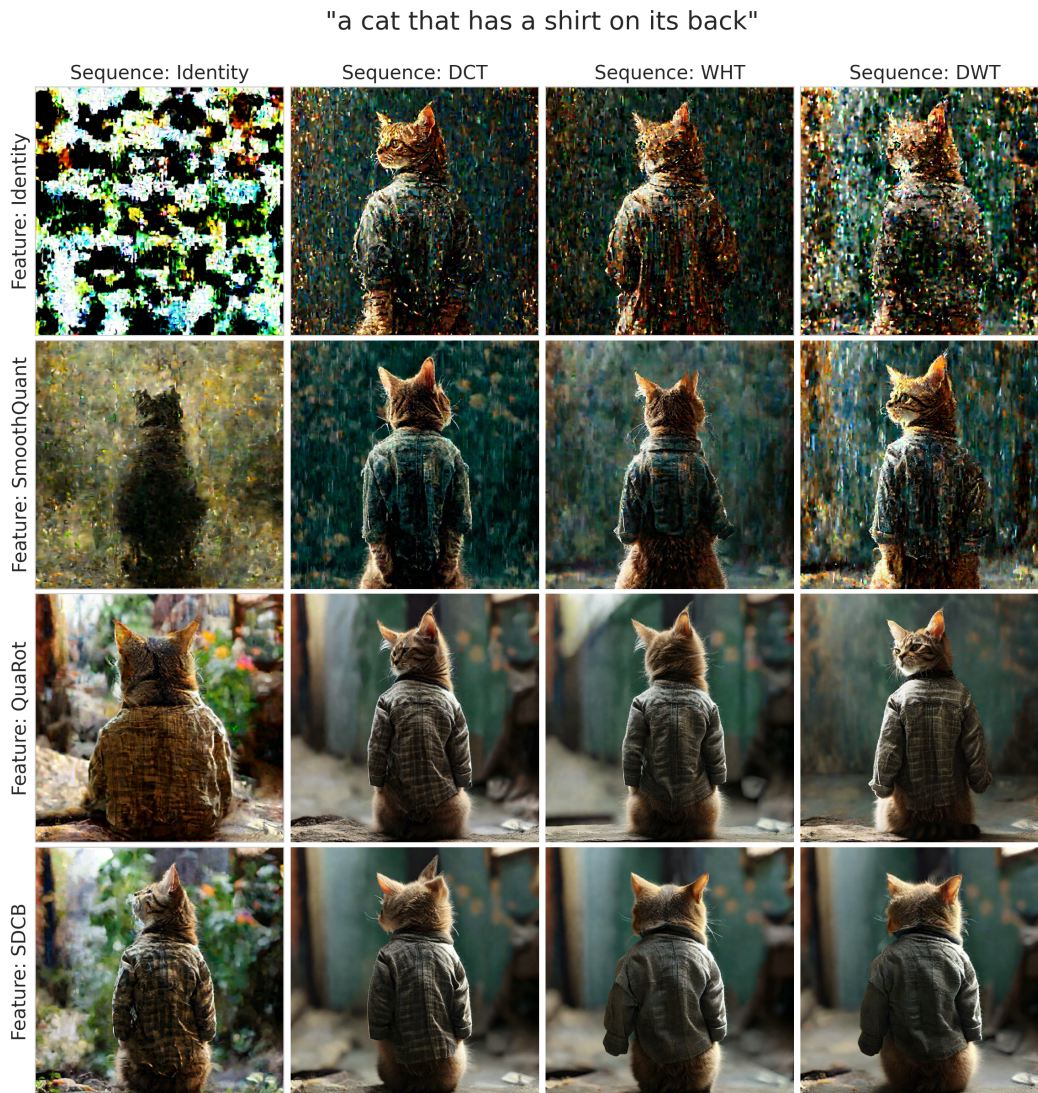 "a cat that has a shirt on its back"
Sequence: Identity
Sequence: DCT
Sequence: WHT
Sequence: DWT
Feature: Identity
Feature: SmoothQuant
Feature: QuaRot
Feature: SDCB